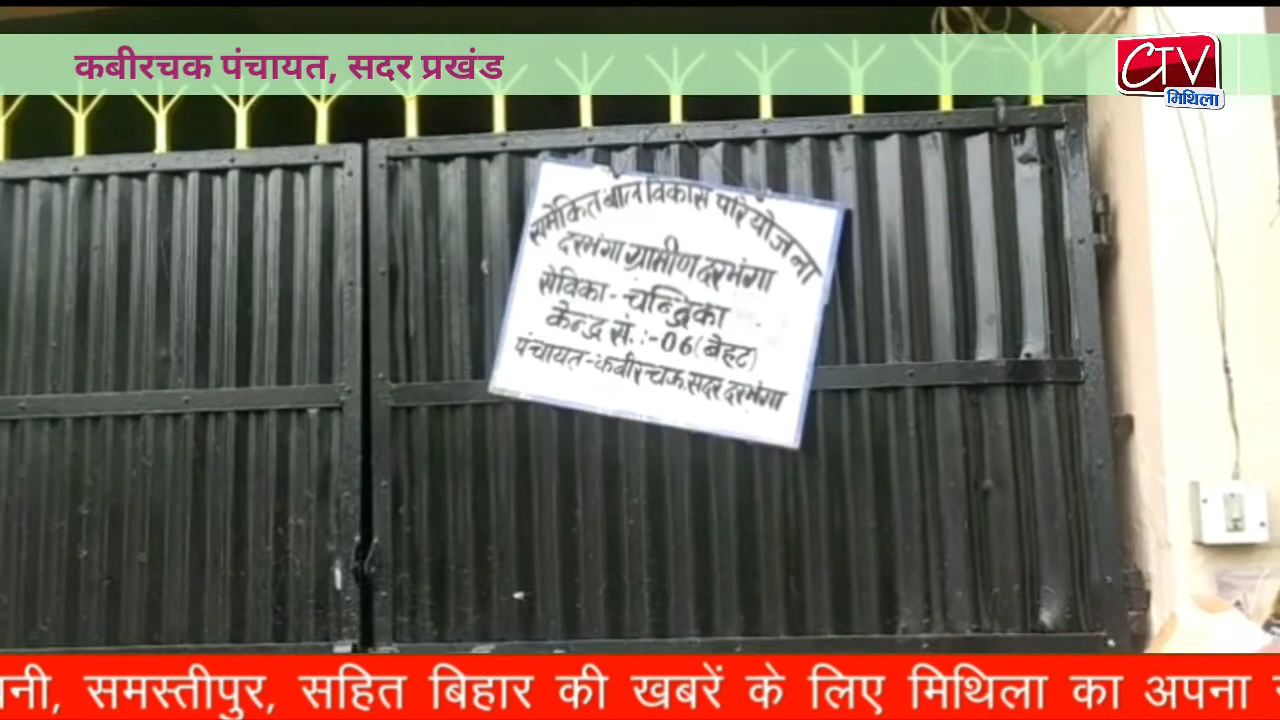 कबीरचक पंचायत, सदर प्रखंड
CTV
मिथिला
समेकित बाल विकास परियोजना
दरभंगा ग्रामीण दरभंगा
सेविका - चन्द्रिका
केन्द्र सं. :- 06 (बेहट)
पंचायत - कबीरचक सदर दरभंगा
समस्तीपुर, सहित बिहार की खबरें के लिए मिथिला का अपना